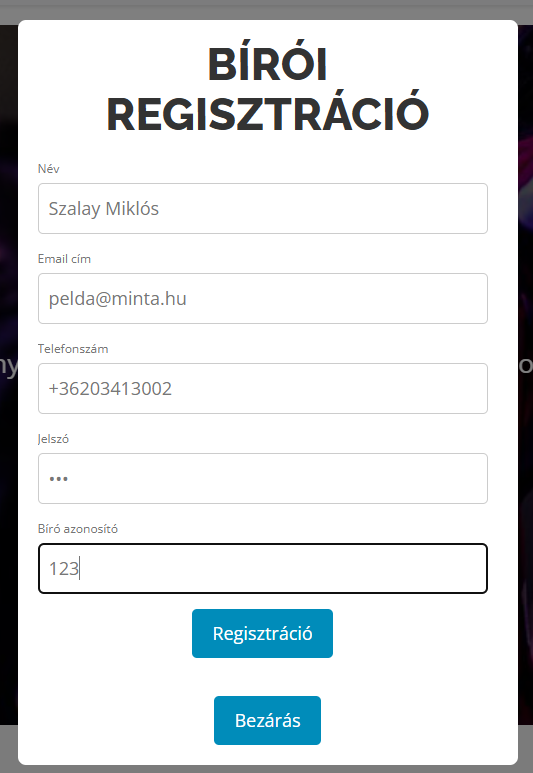 BÍRÓI
REGISZTRÁCIÓ
Név
Szalay Miklós
Email cím
pelda@minta.hu
Telefonszám
+36203413002
Jelszó
•••
Bíró azonosító
123
Regisztráció
Bezárás